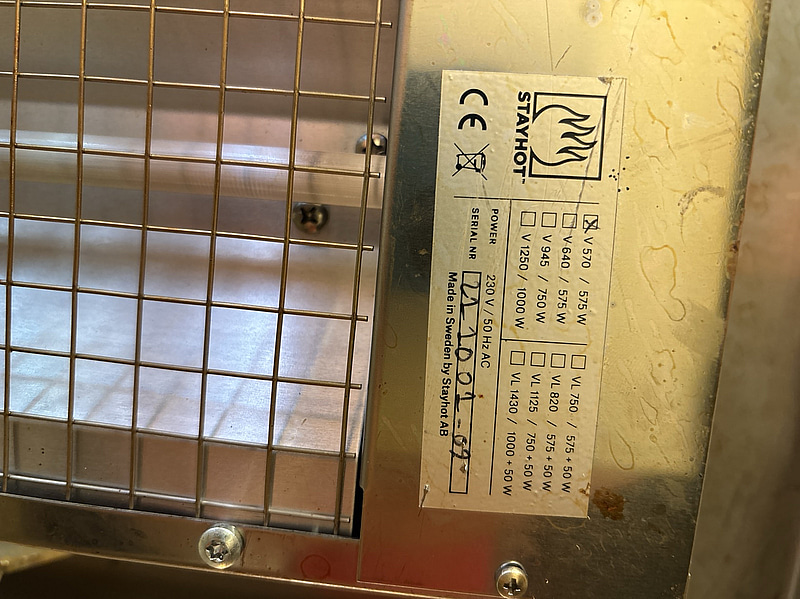 STAYHOT™
CE
V 570 / 575 W
V 640 / 575 W
V 945 / 750 W
V 1250 / 1000 W
VL 750 / 575 + 50 W
VL 820 / 575 + 50 W
VL 1125 / 750 + 50 W
VL 1430 / 1000 + 50 W
POWER 230 V / 50 Hz AC
SERIAL NR
Made in Sweden by Stayhot AB